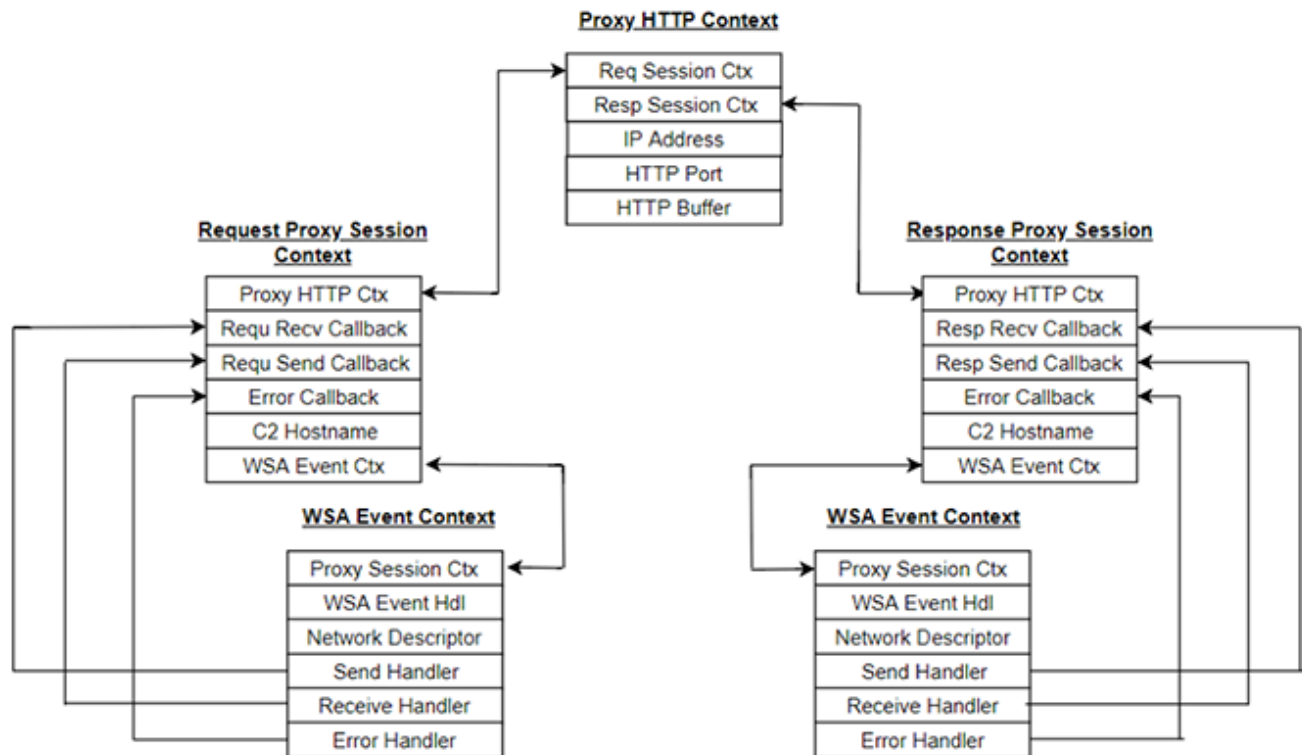 Proxy HTTP Context
Req Session Ctx
Resp Session Ctx
IP Address
HTTP Port
HTTP Buffer
Request Proxy Session
Context
Proxy HTTP Ctx
Requ Recv Callback
Requ Send Callback
Error Callback
C2 Hostname
WSA Event Ctx
Response Proxy Session
Context
Proxy HTTP Ctx
Resp Recv Callback
Resp Send Callback
Error Callback
C2 Hostname
WSA Event Ctx
WSA Event Context
Proxy Session Ctx
WSA Event Hdl
Network Descriptor
Send Handler
Receive Handler
Error Handler
WSA Event Context
Proxy Session Ctx
WSA Event Hdl
Network Descriptor
Send Handler
Receive Handler
Error Handler